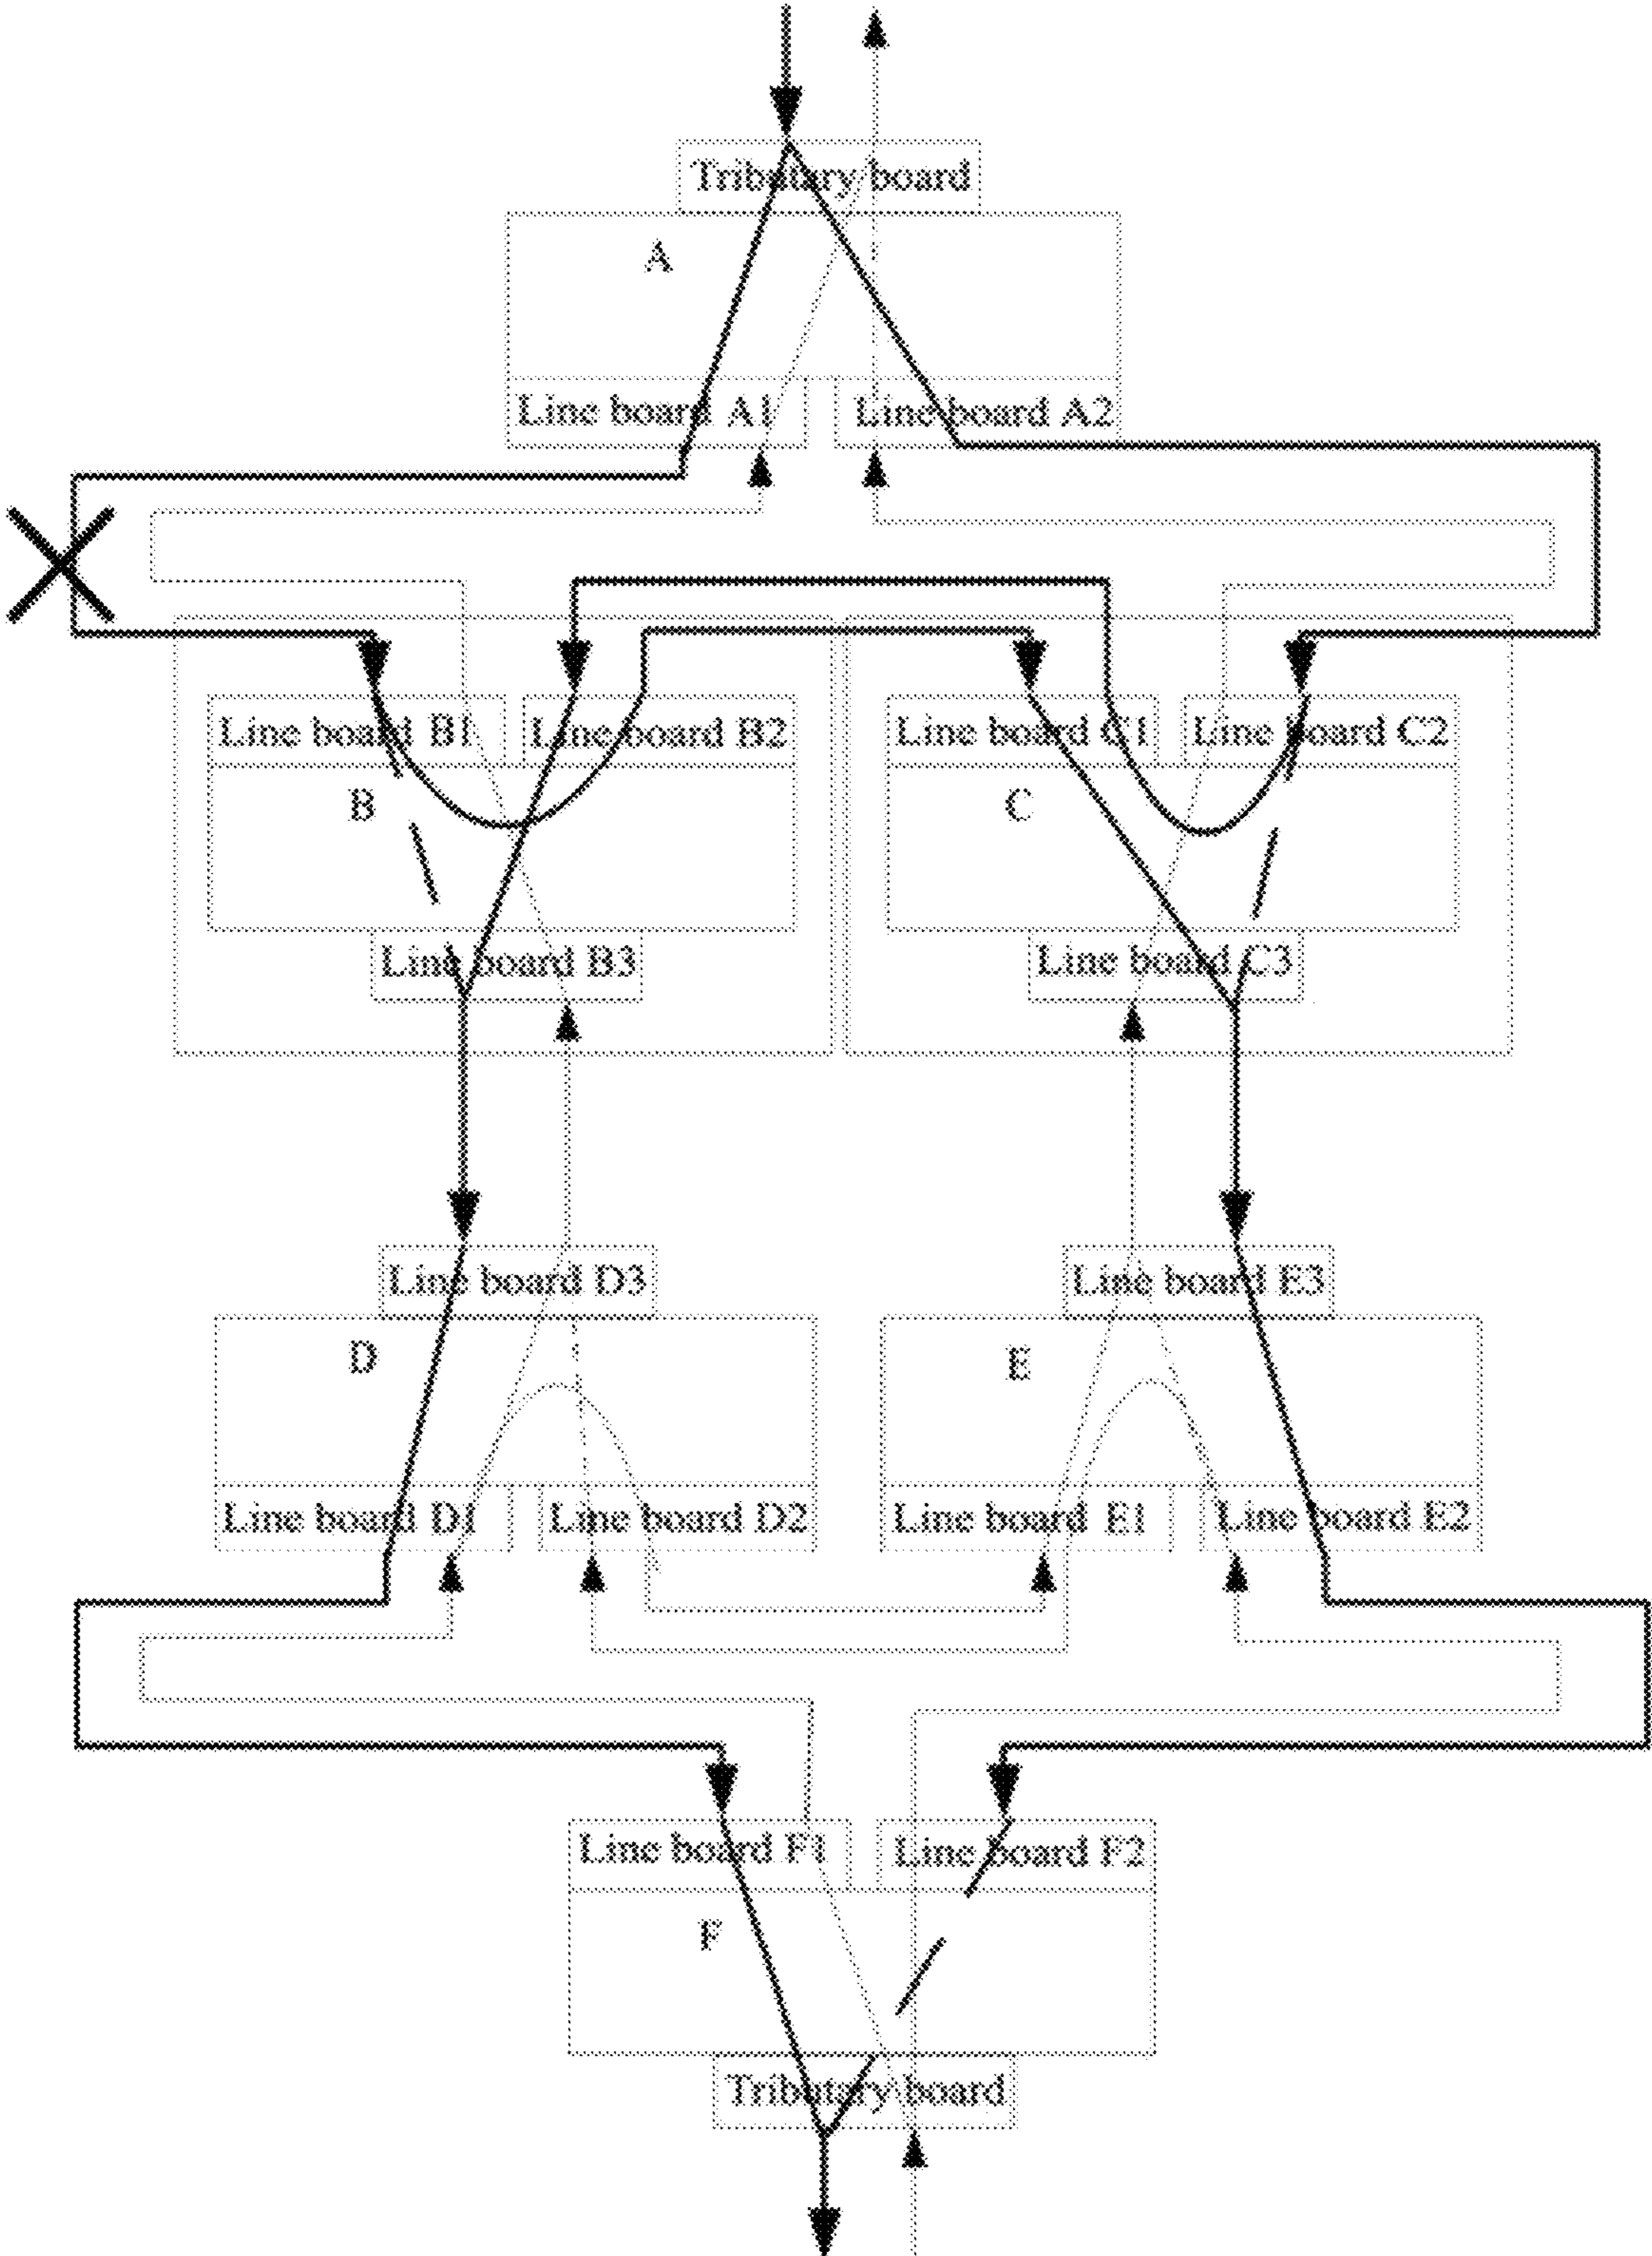 Tributary board
A
Line board A1 Line board A2
Line board B1 Line board B2 Line board C1 Line board C2
B C
Line board B3 Line board C3
Line board D3 Line board E3
D E
Line board D1 Line board D2 Line board E1 Line board E2
Line board F1 Line board F2
F
Tributary board